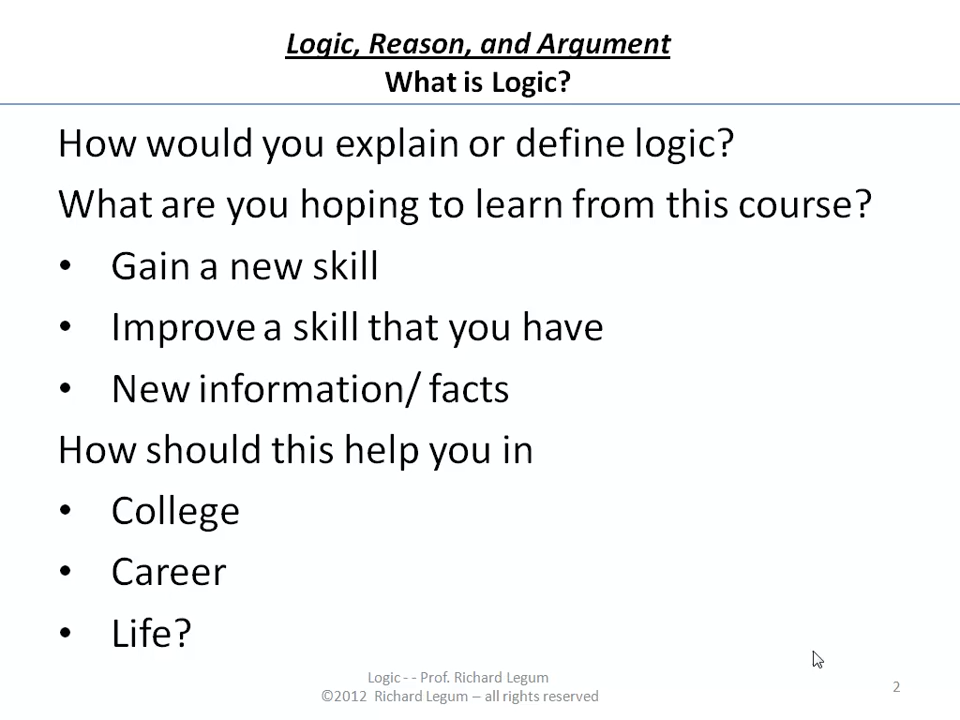 Logic, Reason, and Argument
What is Logic?
How would you explain or define logic?
What are you hoping to learn from this course?
• Gain a new skill
• Improve a skill that you have
• New information/ facts
How should this help you in
• College
• Career
• Life?
Logic - - Prof. Richard Legum
©2012 Richard Legum – all rights reserved
2